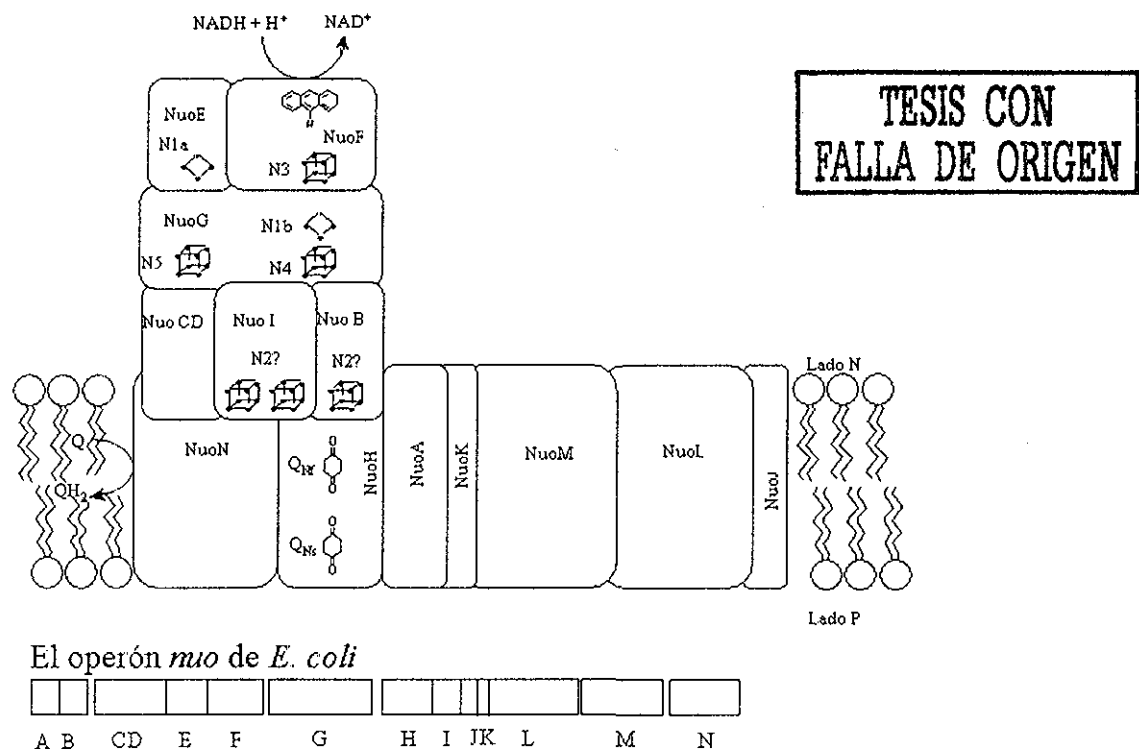 NADH + H⁺ NAD⁺
TESIS CON
FALLA DE ORIGEN
NuoE
N1a
NuoF
N3
H
NuoG
N1b
N5
N4
Nuo CD
Nuo I
Nuo B
N2?
N2?
Lado N
Q
QH₂
NuoN
Q_Nf
O
O
NuoH
NuoA
NuoK
NuoM
NuoL
NuoJ
Q_Ns
O
O
Lado P
El operón nuo de E. coli
A B CD E F G H I JK L M N